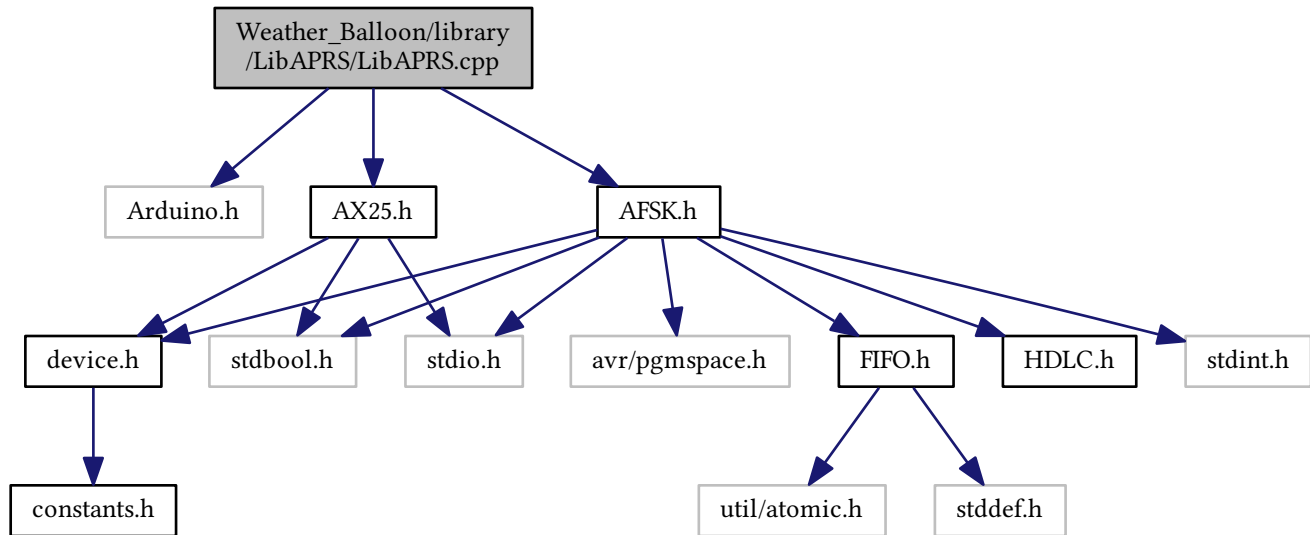 Weather_Balloon/library
/LibAPRS/LibAPRS.cpp
Arduino.h
AX25.h
AFSK.h
device.h
stdbool.h
stdio.h
avr/pgmspace.h
FIFO.h
HDLC.h
stdint.h
constants.h
util/atomic.h
stddef.h